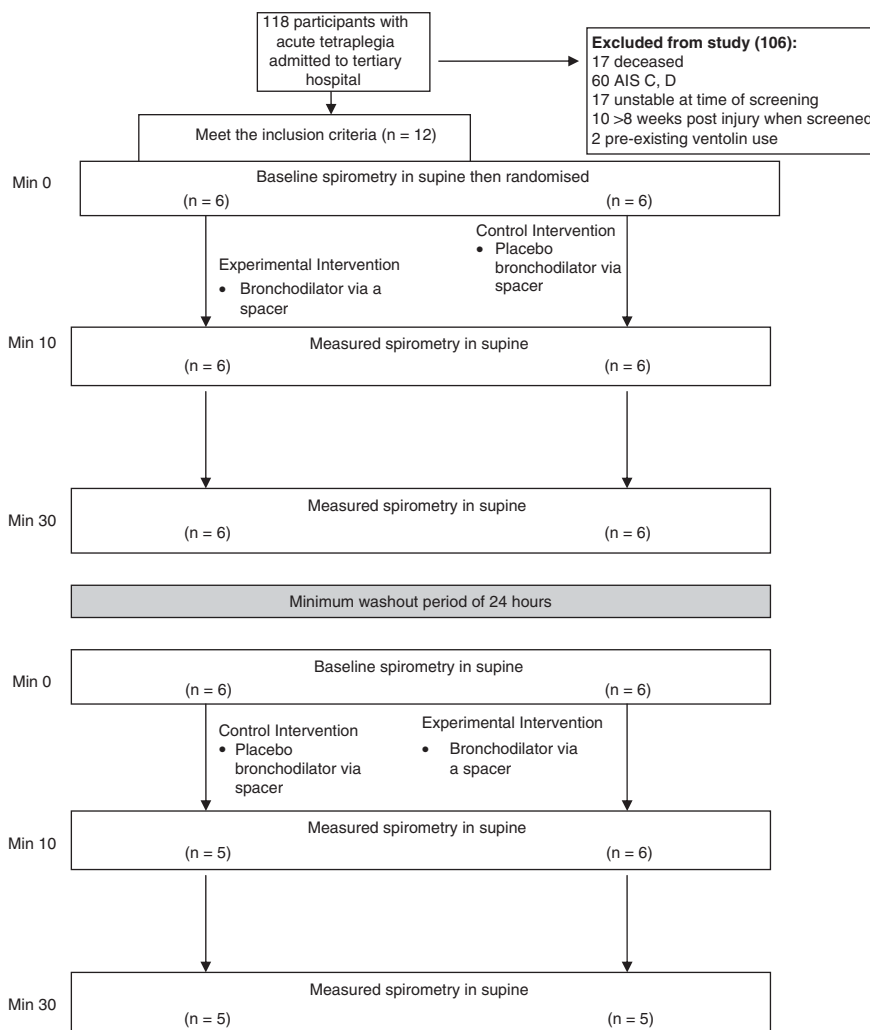 118 participants with
acute tetraplegia
admitted to tertiary
hospital
Excluded from study (106):
17 deceased
60 AIS C, D
17 unstable at time of screening
10 >8 weeks post injury when screened
2 pre-existing ventolin use
Meet the inclusion criteria (n = 12)
Min 0
Baseline spirometry in supine then randomised
(n = 6) (n = 6)
Experimental Intervention
• Bronchodilator via a
spacer
Control Intervention
• Placebo
bronchodilator via
spacer
Min 10
Measured spirometry in supine
(n = 6) (n = 6)
Min 30
Measured spirometry in supine
(n = 6) (n = 6)
Minimum washout period of 24 hours
Min 0
Baseline spirometry in supine
(n = 6) (n = 6)
Control Intervention
• Placebo
bronchodilator via
spacer
Experimental Intervention
• Bronchodilator via
a spacer
Min 10
Measured spirometry in supine
(n = 5) (n = 6)
Min 30
Measured spirometry in supine
(n = 5) (n = 5)